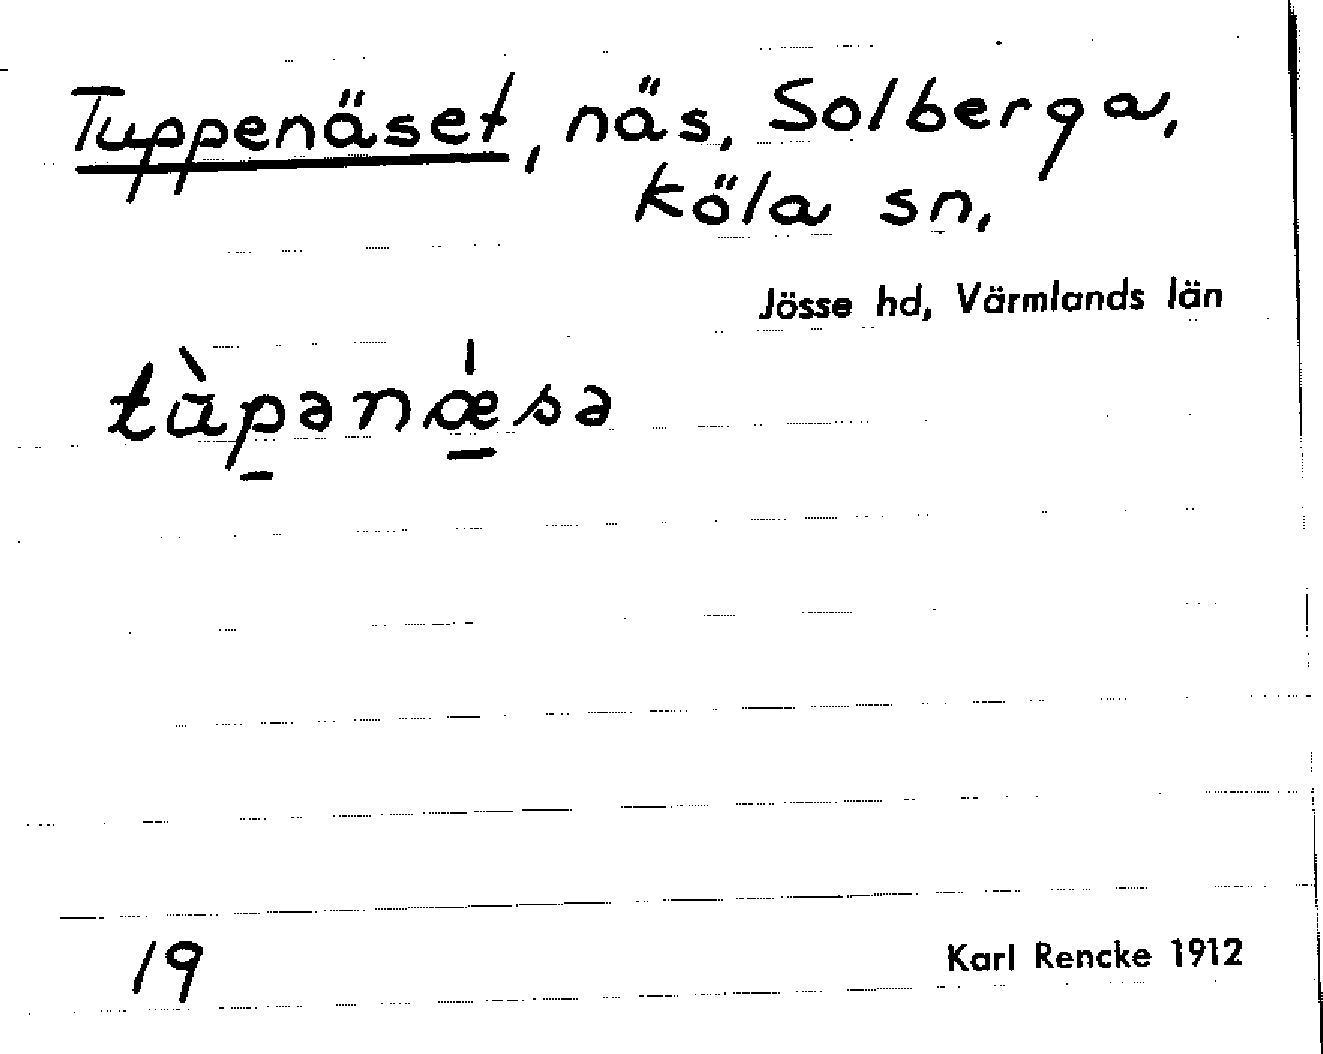 Tuppenäset, näs, Solberga,
Köla sn,
Jösse hd, Värmlands län
tùpənǽsə
19
Karl Rencke 1912